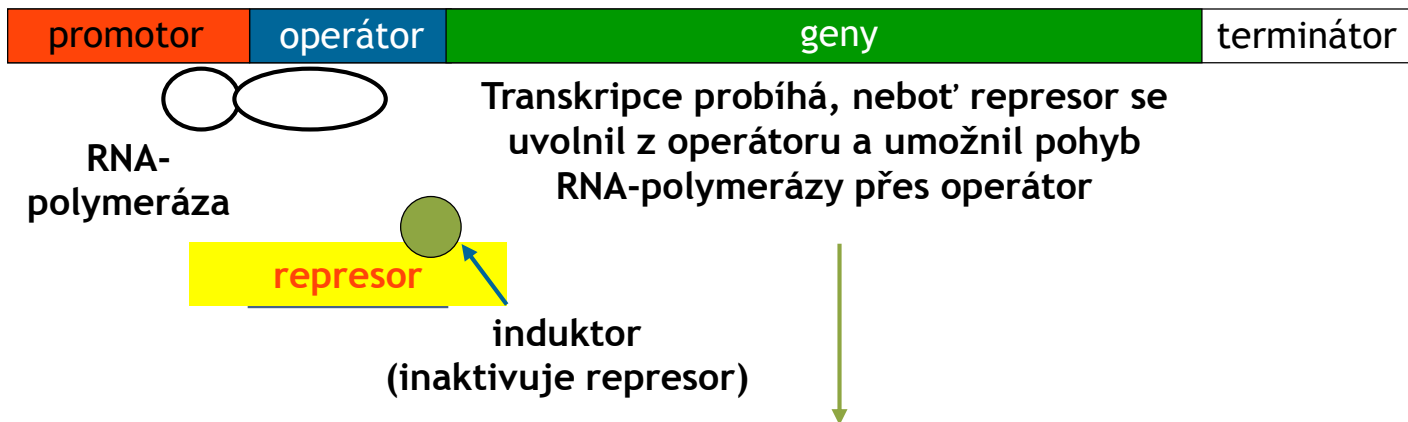 promotor operátor geny terminátor
Transkripce probíhá, neboť represor se
uvolnil z operátoru a umožnil pohyb
RNA-polymerázy přes operátor
RNA-
polymeráza
represor
induktor
(inaktivuje represor)